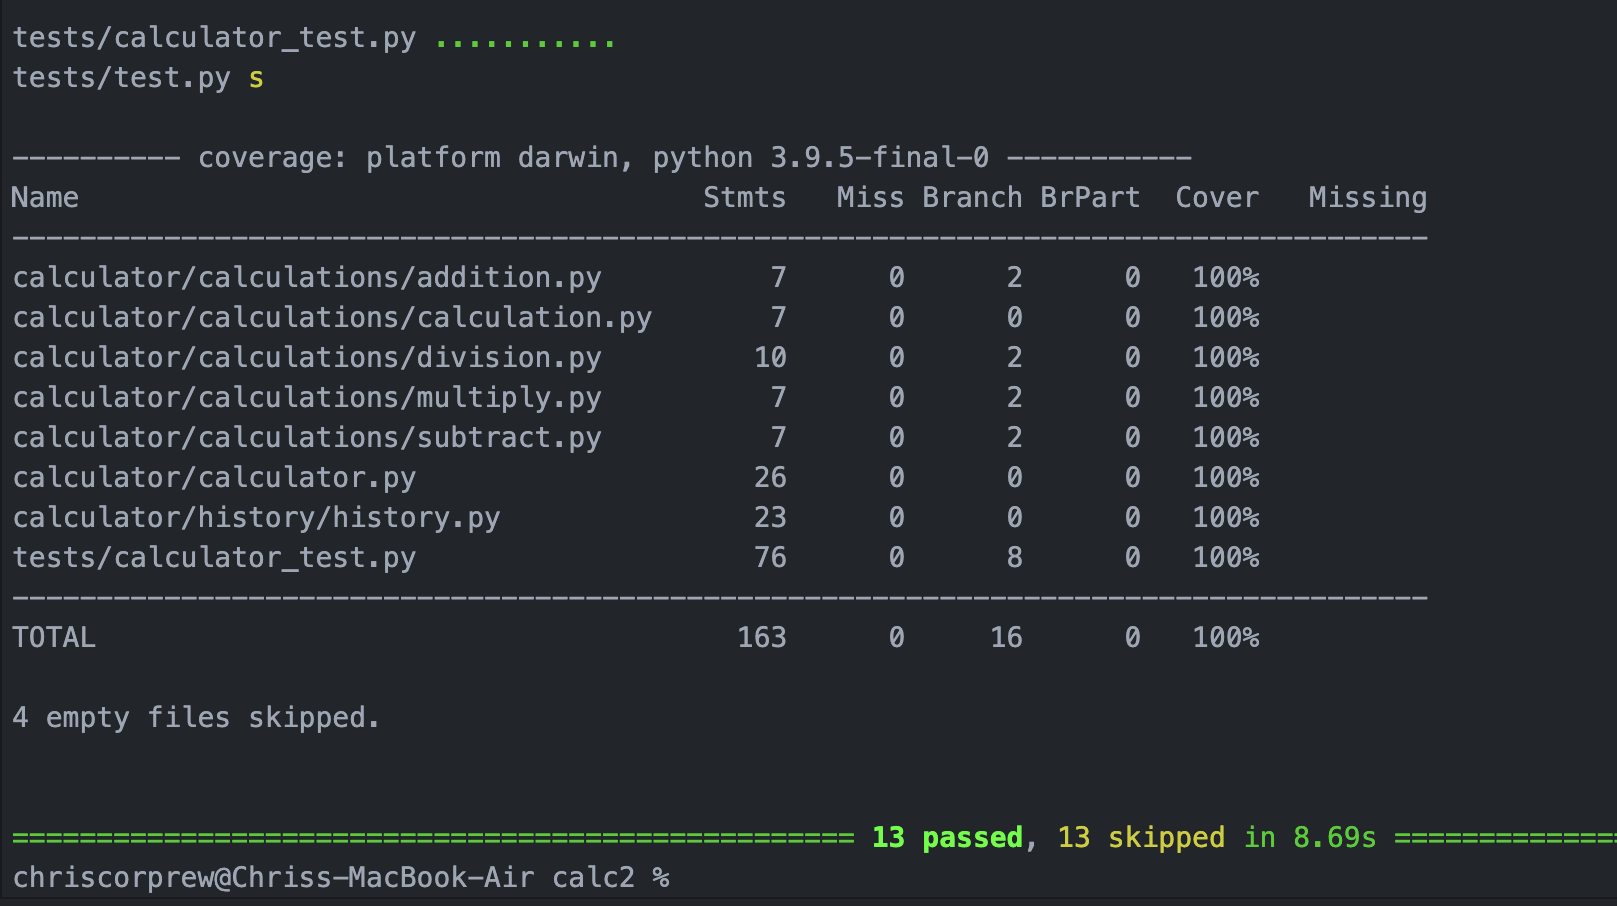 tests/calculator_test.py ...........
tests/test.py s
---------- coverage: platform darwin, python 3.9.5-final-0 -----------
Name                                     Stmts   Miss Branch BrPart  Cover   Missing
------------------------------------------------------------------------------------
calculator/calculations/addition.py          7      0      2      0   100%
calculator/calculations/calculation.py       7      0      0      0   100%
calculator/calculations/division.py         10      0      2      0   100%
calculator/calculations/multiply.py          7      0      2      0   100%
calculator/calculations/subtract.py          7      0      2      0   100%
calculator/calculator.py                    26      0      0      0   100%
calculator/history/history.py               23      0      0      0   100%
tests/calculator_test.py                    76      0      8      0   100%
------------------------------------------------------------------------------------
TOTAL                                      163      0     16      0   100%
4 empty files skipped.
================================================== 13 passed, 13 skipped in 8.69s =============
chriscorprew@Chriss-MacBook-Air calc2 %